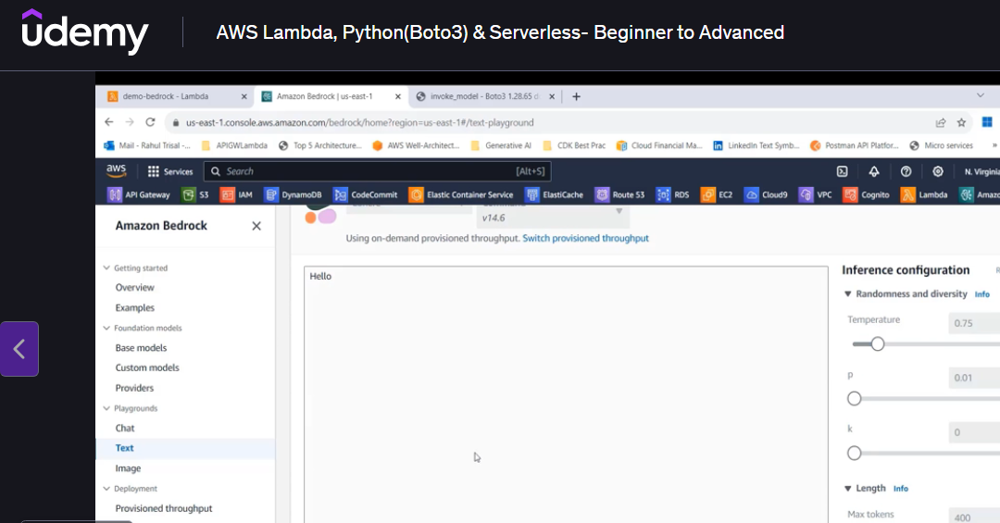 ûdemy
AWS Lambda, Python(Boto3) & Serverless- Beginner to Advanced
demo-bedrock - Lambda
Amazon Bedrock | us-east-1
invoke_model - Boto3 1.28.65 d
us-east-1.console.aws.amazon.com/bedrock/home?region=us-east-1#/text-playground
Mail - Rahul Trisal -...
APIGWLambda
Top 5 Architecture...
AWS Well-Architect...
Generative AI
CDK Best Prac
Cloud Financial Ma...
LinkedIn Text Symb...
Postman API Platfor...
Micro services
»
aws
Services
Search
[Alt+S]
N. Virginia
API Gateway
S3
IAM
DynamoDB
CodeCommit
Elastic Container Service
ElastiCache
Route 53
RDS
EC2
Cloud9
VPC
Cognito
Lambda
Amazo
Amazon Bedrock
v14.6
Using on-demand provisioned throughput. Switch provisioned throughput
Getting started
Overview
Examples
Foundation models
Base models
Custom models
Providers
Playgrounds
Chat
Text
Image
Deployment
Provisioned throughput
Hello
Inference configuration
Randomness and diversity Info
Temperature
0.75
P
0.01
k
0
Length Info
Max tokens
400